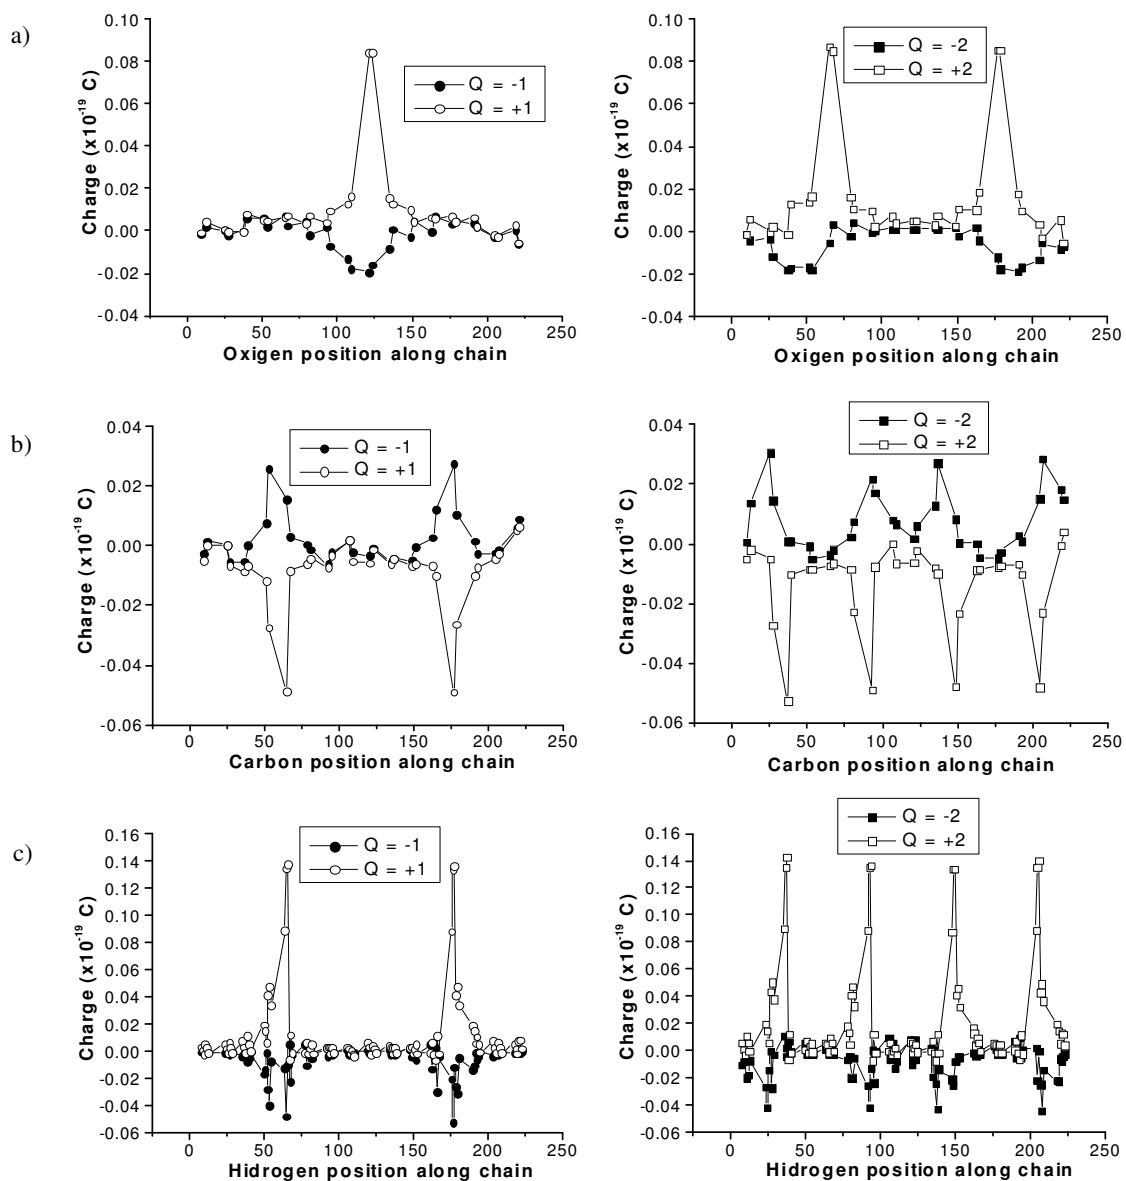 a)
Charge (x10-19 C)
0.10
0.08
0.06
0.04
0.02
0.00
-0.02
-0.04
Q = -1
Q = +1
0 50 100 150 200 250
Oxigen position along chain
Charge (x10-19 C)
0.10
0.08
0.06
0.04
0.02
0.00
-0.02
-0.04
Q = -2
Q = +2
0 50 100 150 200 250
Oxigen position along chain
b)
Charge (x10-19 C)
0.04
0.02
0.00
-0.02
-0.04
-0.06
Q = -1
Q = +1
0 50 100 150 200 250
Carbon position along chain
Charge (x10-19 C)
0.04
0.02
0.00
-0.02
-0.04
-0.06
Q = -2
Q = +2
0 50 100 150 200 250
Carbon position along chain
c)
Charge (x10-19 C)
0.16
0.14
0.12
0.10
0.08
0.06
0.04
0.02
0.00
-0.02
-0.04
-0.06
Q = -1
Q = +1
0 50 100 150 200 250
Hidrogen position along chain
Charge (x10-19 C)
0.16
0.14
0.12
0.10
0.08
0.06
0.04
0.02
0.00
-0.02
-0.04
-0.06
Q = -2
Q = +2
0 50 100 150 200 250
Hidrogen position along chain